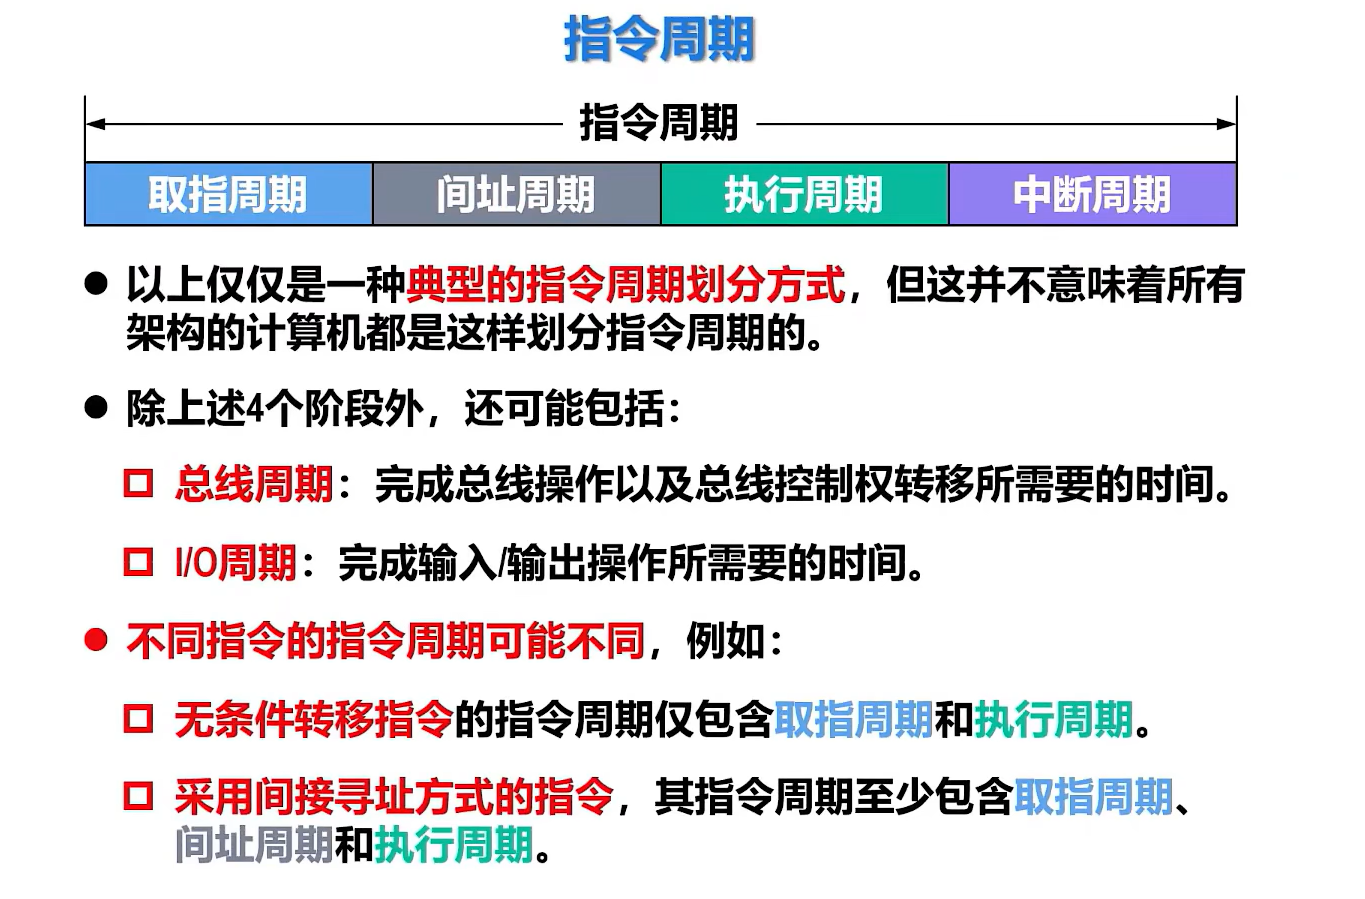 指令周期
指令周期
取指周期 间址周期 执行周期 中断周期
● 以上仅仅是一种典型的指令周期划分方式，但这并不意味着所有
架构的计算机都是这样划分指令周期的。
● 除上述4个阶段外，还可能包括：
□ 总线周期：完成总线操作以及总线控制权转移所需要的时间。
□ I/O周期：完成输入/输出操作所需要的时间。
● 不同指令的指令周期可能不同，例如：
□ 无条件转移指令的指令周期仅包含取指周期和执行周期。
□ 采用间接寻址方式的指令，其指令周期至少包含取指周期、
间址周期和执行周期。